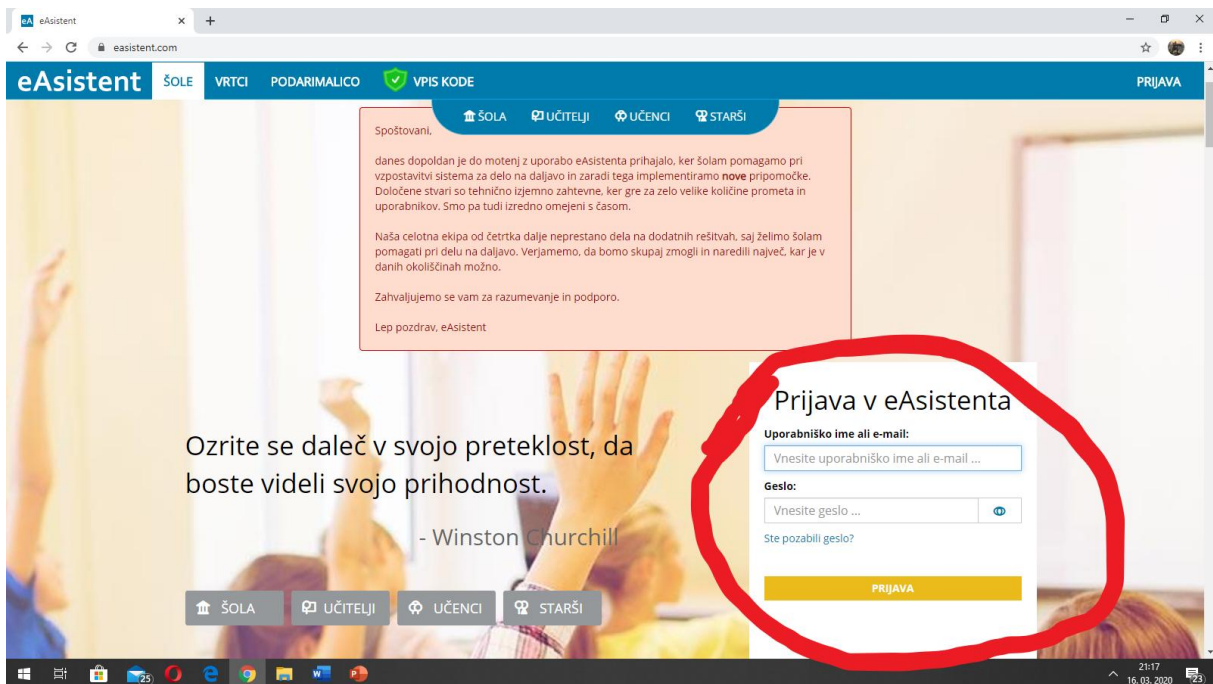 eA eAsistent
easistent.com
eAsistent ŠOLE VRTCI PODARIMALICO VPIS KODE PRIJAVA
ŠOLA UČITELJI UČENCI STARŠI
Spoštovani,
danes dopoldan je do motenj z uporabo eAsistenta prihajalo, ker šolam pomagamo pri
vzpostavitvi sistema za delo na daljavo in zaradi tega implementiramo nove pripomočke.
Določene stvari so tehnično izjemno zahtevne, ker gre za zelo velike količine prometa in
uporabnikov. Smo pa tudi izredno omejeni s časom.
Naša celotna ekipa od četrtka dalje neprestano dela na dodatnih rešitvah, saj želimo šolam
pomagati pri delu na daljavo. Verjamemo, da bomo skupaj zmogli in naredili največ, kar je v
danih okoliščinah možno.
Zahvaljujemo se vam za razumevanje in podporo.
Lep pozdrav, eAsistent
Ozrite se daleč v svojo preteklost, da
boste videli svojo prihodnost.
- Winston Churchill
ŠOLA UČITELJI UČENCI STARŠI
Prijava v eAsistenta
Uporabniško ime ali e-mail:
Vnesite uporabniško ime ali e-mail ...
Geslo:
Vnesite geslo ...
Ste pozabili geslo?
PRIJAVA
25
21:17
16. 03. 2020
23